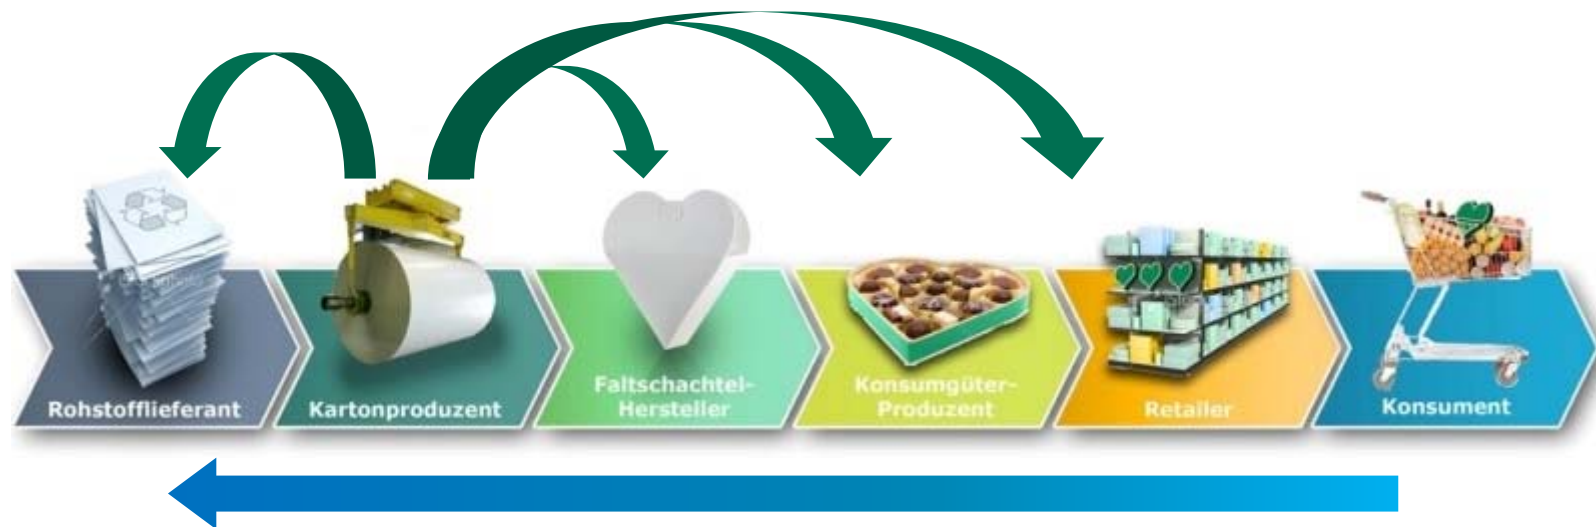 Rohstofflieferant
Kartonproduzent
Faltschachtel-
Hersteller
Konsumgüter-
Produzent
Retailer
Konsument